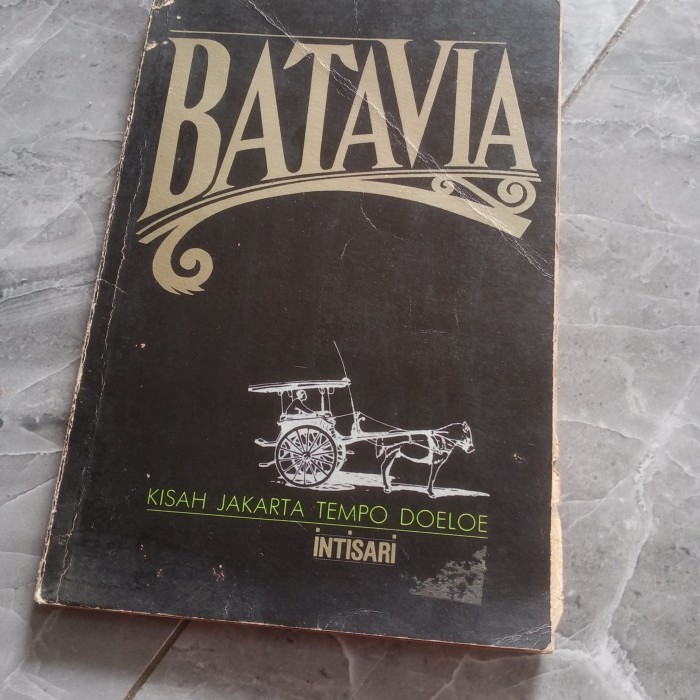 BATAVIA
KISAH JAKARTA TEMPO DOELOE
INTISARI